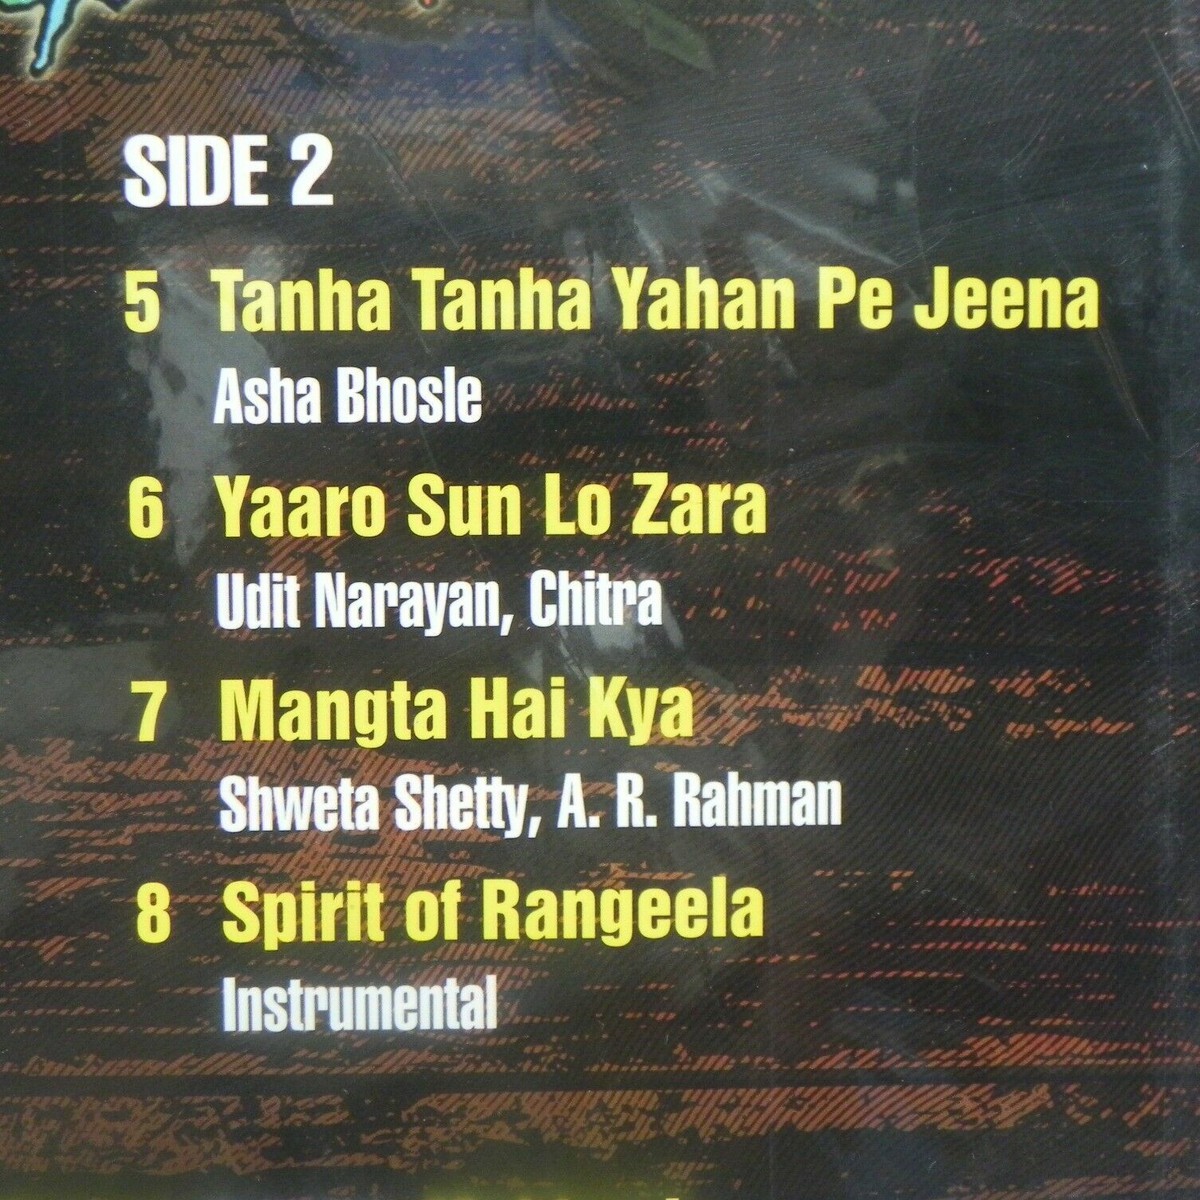 SIDE 2
5 Tanha Tanha Yahan Pe Jeena
Asha Bhosle
6 Yaaro Sun Lo Zara
Udit Narayan, Chitra
7 Mangta Hai Kya
Shweta Shetty, A. R. Rahman
8 Spirit of Rangeela
Instrumental